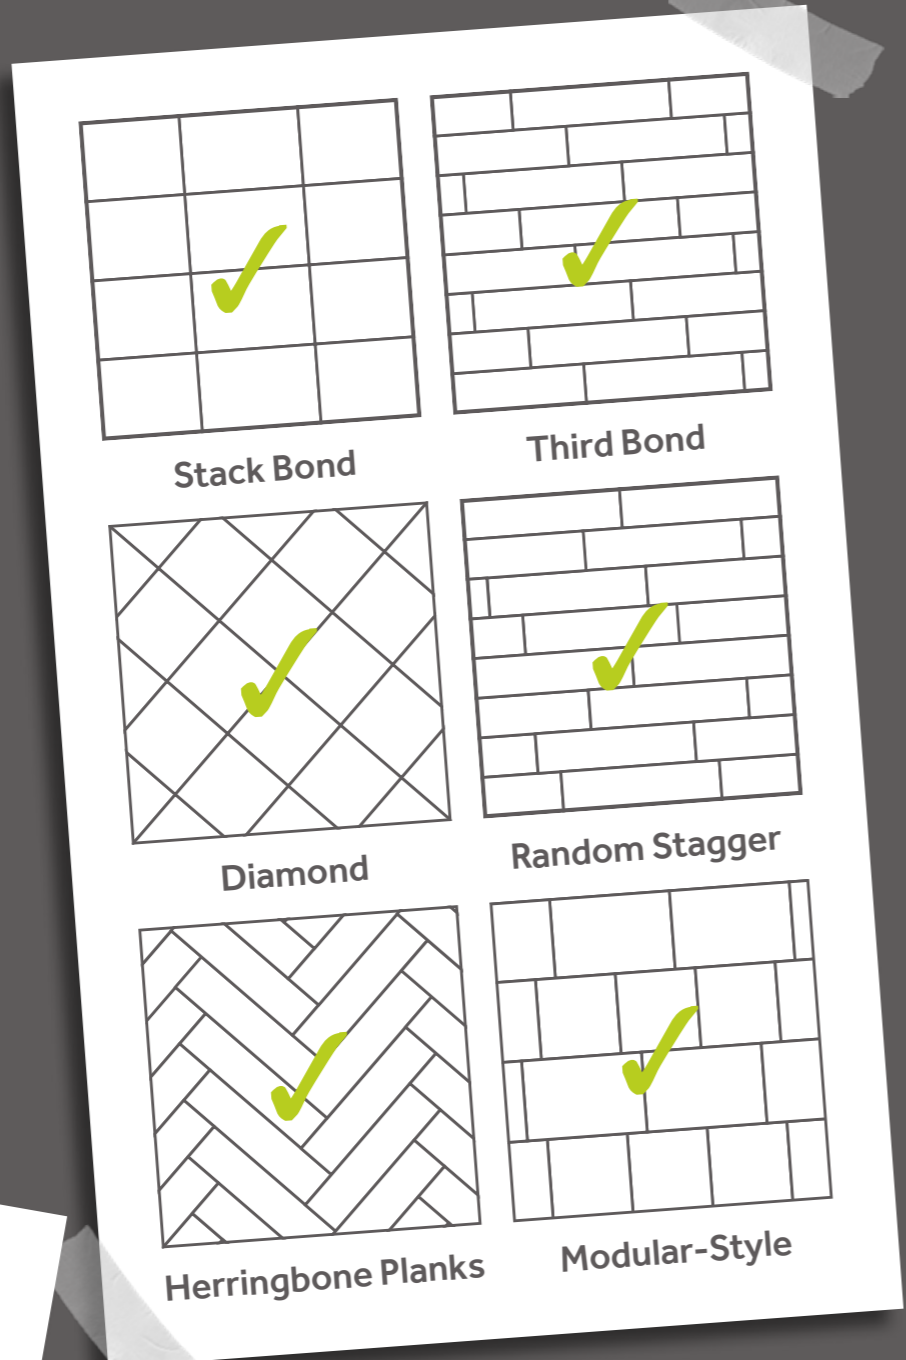 Stack Bond
Third Bond
Diamond
Random Stagger
Herringbone Planks
Modular-Style